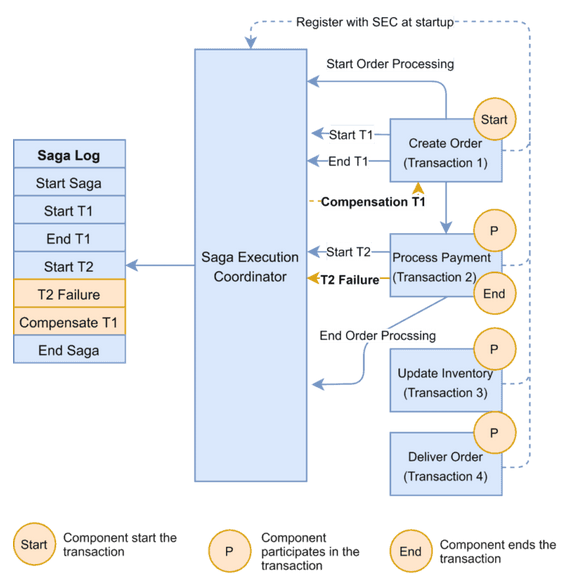 Register with SEC at startup
Start Order Processing
Start
Start T1
Create Order
(Transaction 1)
End T1
Compensation T1
Saga Log
Start Saga
Start T1
End T1
Start T2
T2 Failure
Compensate T1
End Saga
Saga Execution
Coordinator
P
Start T2
Process Payment
(Transaction 2)
T2 Failure
End
End Order Procssing
P
Update Inventory
(Transaction 3)
P
Deliver Order
(Transaction 4)
Start
Component start the
transaction
P
Component
participates in the
transaction
End
Component ends the
transaction